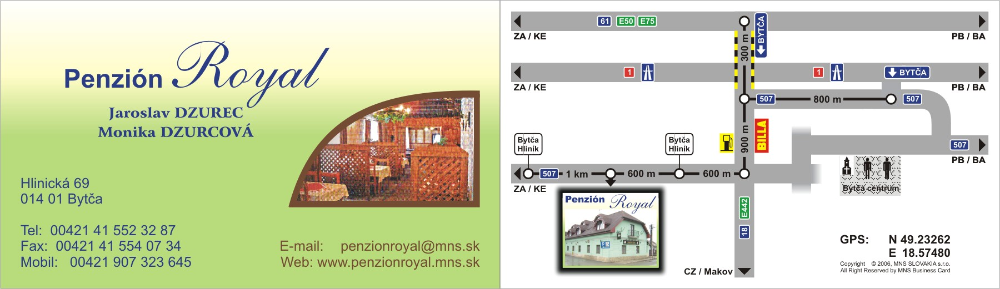 Penzión Royal
Jaroslav DZUREC
Monika DZURCOVÁ
Hlinická 69
014 01 Bytča
Tel: 00421 41 552 32 87
Fax: 00421 41 554 07 34
Mobil: 00421 907 323 645
E-mail: penzionroyal@mns.sk
Web: www.penzionroyal.mns.sk
61 E50 E75
BYTČA
ZA / KE
PB / BA
300 m
1
1
BYTČA
ZA / KE
PB / BA
507
800 m
507
900 m
BILLA
Bytča
Hliník
Bytča
Hliník
507
PB / BA
507
1 km
600 m
600 m
ZA / KE
Bytča centrum
Penzión Royal
E442
18
CZ / Makov
GPS: N 49.23262
E 18.57480
Copyright © 2006, MNS SLOVAKIA s.r.o.
All Right Reserved by MNS Business Card